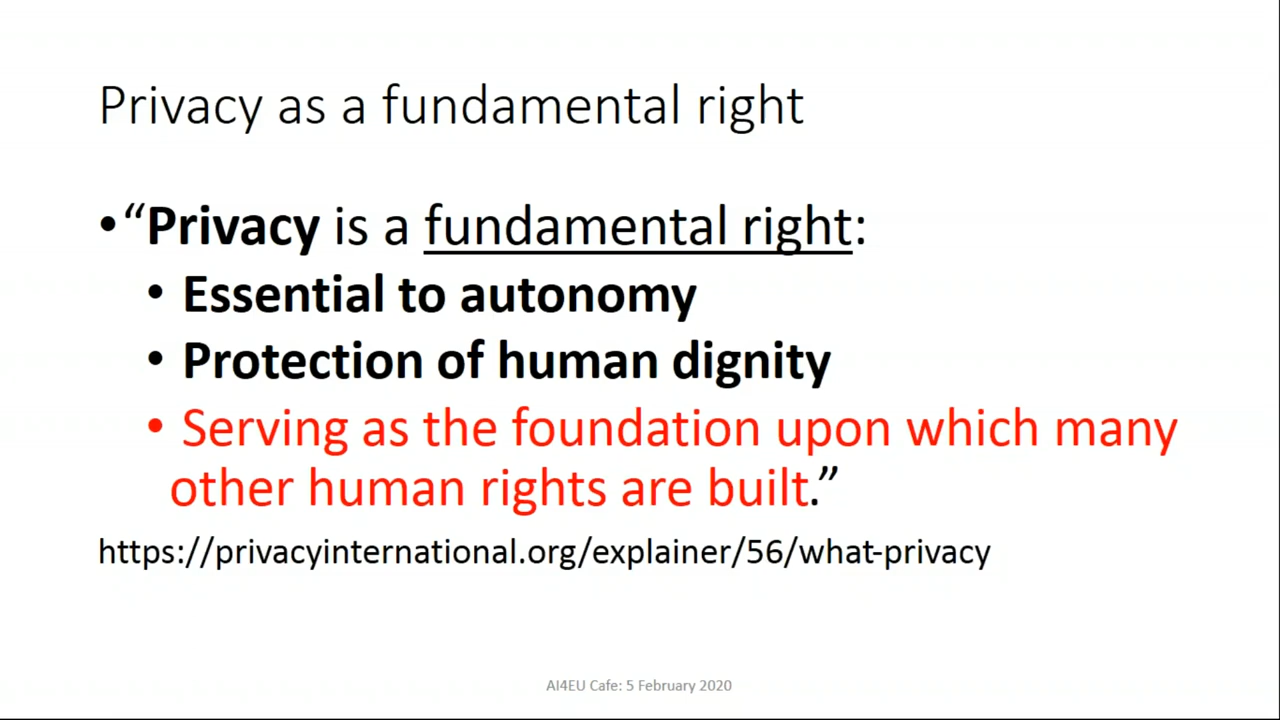 Privacy as a fundamental right
•“Privacy is a fundamental right:
• Essential to autonomy
• Protection of human dignity
• Serving as the foundation upon which many
other human rights are built.”
https://privacyinternational.org/explainer/56/what-privacy
AI4EU Cafe: 5 February 2020